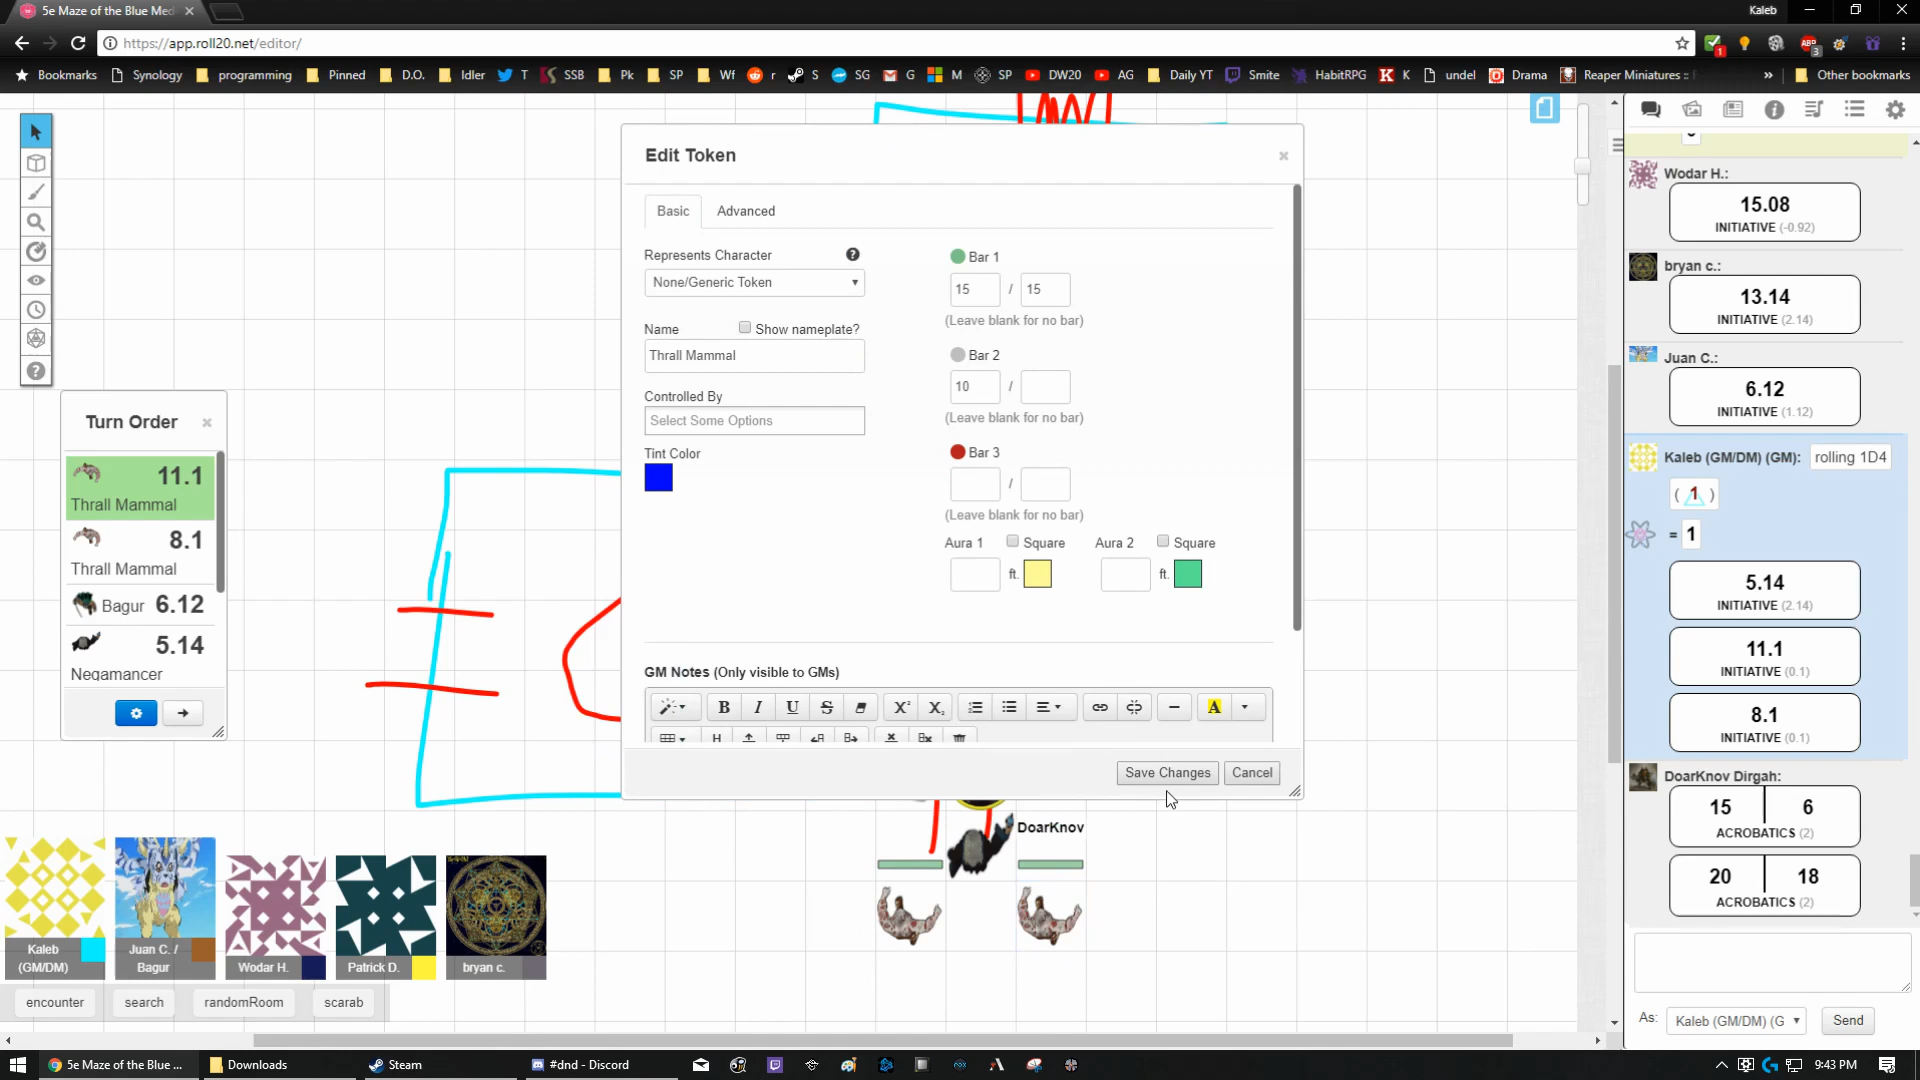 5e Maze of the Blue Med
Kaleb
https://app.roll20.net/editor/
Bookmarks Synology programming Pinned D.O. Idler T SSB Pk SP Wf r S SG G M SP DW20 AG Daily YT Smite HabitRPG K undel Drama Reaper Miniatures :: » Other bookmarks
Edit Token
Basic Advanced
Represents Character
None/Generic Token
Name Show nameplate?
Thrall Mammal
Controlled By
Select Some Options
Tint Color
Bar 1
15 / 15
(Leave blank for no bar)
Bar 2
10 /
(Leave blank for no bar)
Bar 3
/
(Leave blank for no bar)
Aura 1 Square Aura 2 Square
ft. ft.
GM Notes (Only visible to GMs)
B I U S X² X₂ A
H
Save Changes Cancel
Turn Order
11.1
Thrall Mammal
8.1
Thrall Mammal
Bagur 6.12
5.14
Negamancer
DoarKnov
Kaleb
(GM/DM)
Juan C. /
Bagur
Wodar H.
Patrick D.
bryan c.
encounter search randomRoom scarab
Wodar H.:
15.08
INITIATIVE (-0.92)
bryan c.:
13.14
INITIATIVE (2.14)
Juan C.:
6.12
INITIATIVE (1.12)
Kaleb (GM/DM) (GM): rolling 1D4
( 1 )
= 1
5.14
INITIATIVE (2.14)
11.1
INITIATIVE (0.1)
8.1
INITIATIVE (0.1)
DoarKnov Dirgah:
15 6
ACROBATICS (2)
20 18
ACROBATICS (2)
As: Kaleb (GM/DM) (G Send
5e Maze of the Blue ... Downloads Steam #dnd - Discord 9:43 PM